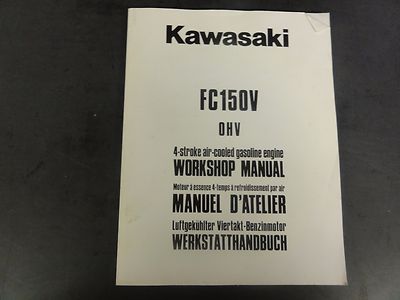 Kawasaki
FC150V
OHV
4-stroke air-cooled gasoline engine
WORKSHOP MANUAL
Moteur à essence 4-temps à refroidissement par air
MANUEL D'ATELIER
Luftgekühlter Viertakt-Benzinmotor
WERKSTATTHANDBUCH